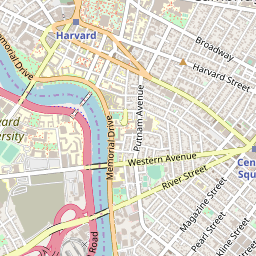 Broadway
Harvard
Memorial Drive
Harvard Street
Putnam Avenue
Memorial Drive
Western Avenue
River Street
Magazine Street
Pearl Street
Road